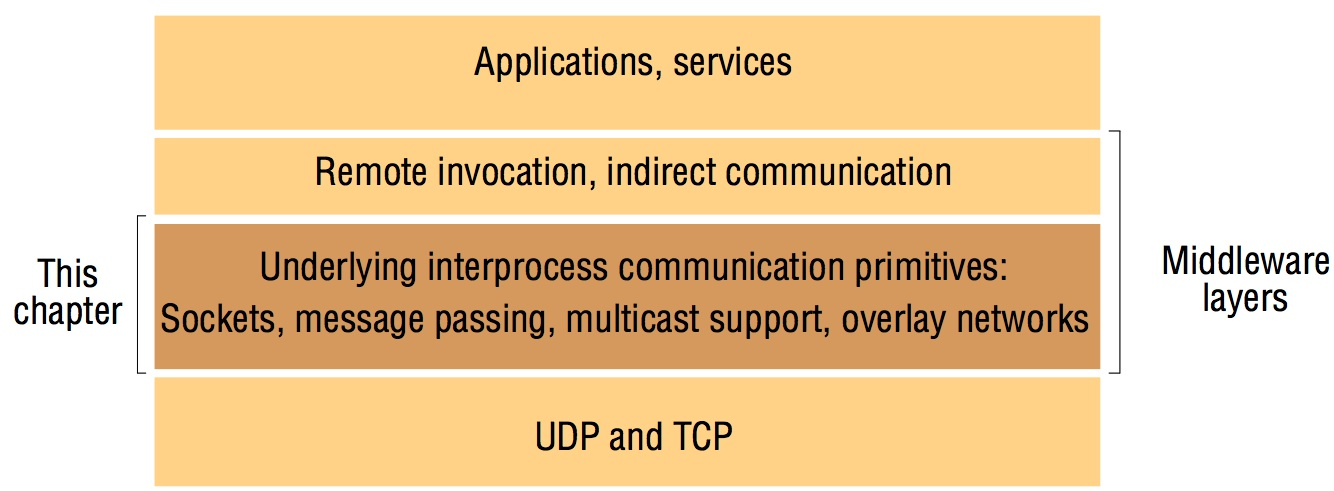 Applications, services
Remote invocation, indirect communication
This
chapter
Underlying interprocess communication primitives:
Sockets, message passing, multicast support, overlay networks
Middleware
layers
UDP and TCP